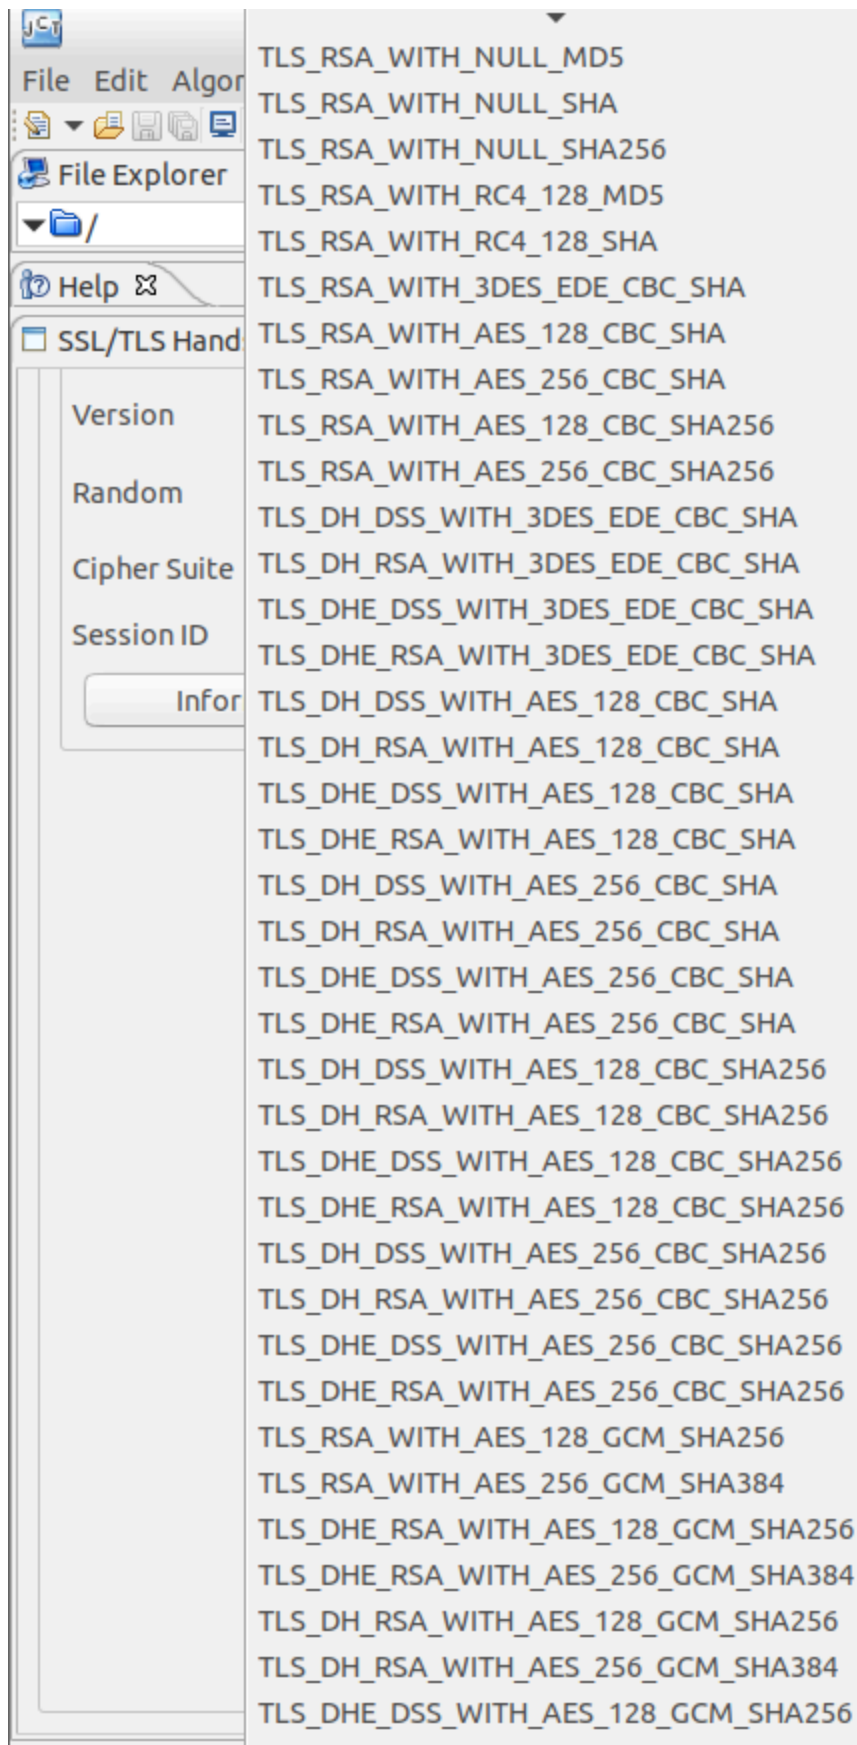 JCT
File Edit Algor
File Explorer
/
Help
SSL/TLS Hand
Version
Random
Cipher Suite
Session ID
Infor
TLS_RSA_WITH_NULL_MD5
TLS_RSA_WITH_NULL_SHA
TLS_RSA_WITH_NULL_SHA256
TLS_RSA_WITH_RC4_128_MD5
TLS_RSA_WITH_RC4_128_SHA
TLS_RSA_WITH_3DES_EDE_CBC_SHA
TLS_RSA_WITH_AES_128_CBC_SHA
TLS_RSA_WITH_AES_256_CBC_SHA
TLS_RSA_WITH_AES_128_CBC_SHA256
TLS_RSA_WITH_AES_256_CBC_SHA256
TLS_DH_DSS_WITH_3DES_EDE_CBC_SHA
TLS_DH_RSA_WITH_3DES_EDE_CBC_SHA
TLS_DHE_DSS_WITH_3DES_EDE_CBC_SHA
TLS_DHE_RSA_WITH_3DES_EDE_CBC_SHA
TLS_DH_DSS_WITH_AES_128_CBC_SHA
TLS_DH_RSA_WITH_AES_128_CBC_SHA
TLS_DHE_DSS_WITH_AES_128_CBC_SHA
TLS_DHE_RSA_WITH_AES_128_CBC_SHA
TLS_DH_DSS_WITH_AES_256_CBC_SHA
TLS_DH_RSA_WITH_AES_256_CBC_SHA
TLS_DHE_DSS_WITH_AES_256_CBC_SHA
TLS_DHE_RSA_WITH_AES_256_CBC_SHA
TLS_DH_DSS_WITH_AES_128_CBC_SHA256
TLS_DH_RSA_WITH_AES_128_CBC_SHA256
TLS_DHE_DSS_WITH_AES_128_CBC_SHA256
TLS_DHE_RSA_WITH_AES_128_CBC_SHA256
TLS_DH_DSS_WITH_AES_256_CBC_SHA256
TLS_DH_RSA_WITH_AES_256_CBC_SHA256
TLS_DHE_DSS_WITH_AES_256_CBC_SHA256
TLS_DHE_RSA_WITH_AES_256_CBC_SHA256
TLS_RSA_WITH_AES_128_GCM_SHA256
TLS_RSA_WITH_AES_256_GCM_SHA384
TLS_DHE_RSA_WITH_AES_128_GCM_SHA256
TLS_DHE_RSA_WITH_AES_256_GCM_SHA384
TLS_DH_RSA_WITH_AES_128_GCM_SHA256
TLS_DH_RSA_WITH_AES_256_GCM_SHA384
TLS_DHE_DSS_WITH_AES_128_GCM_SHA256